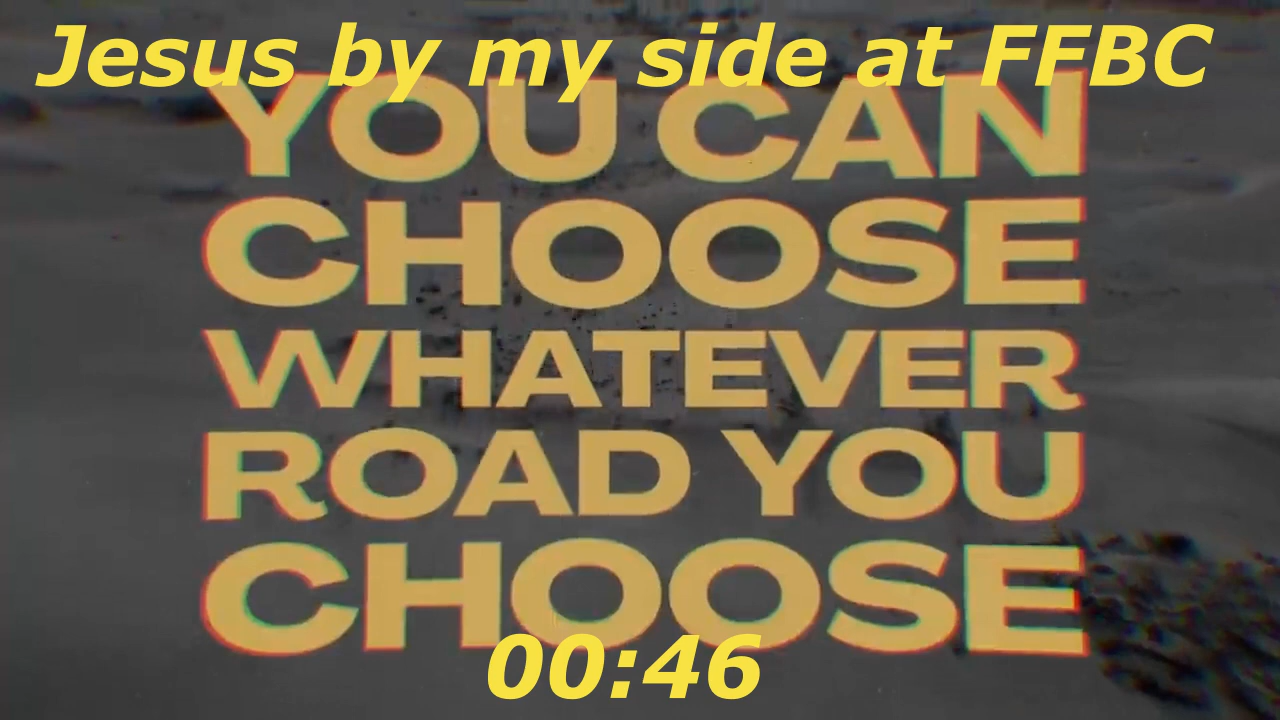 Jesus by my side at FFBC
YOU CAN
CHOOSE
WHATEVER
ROAD YOU
CHOOSE
00:46